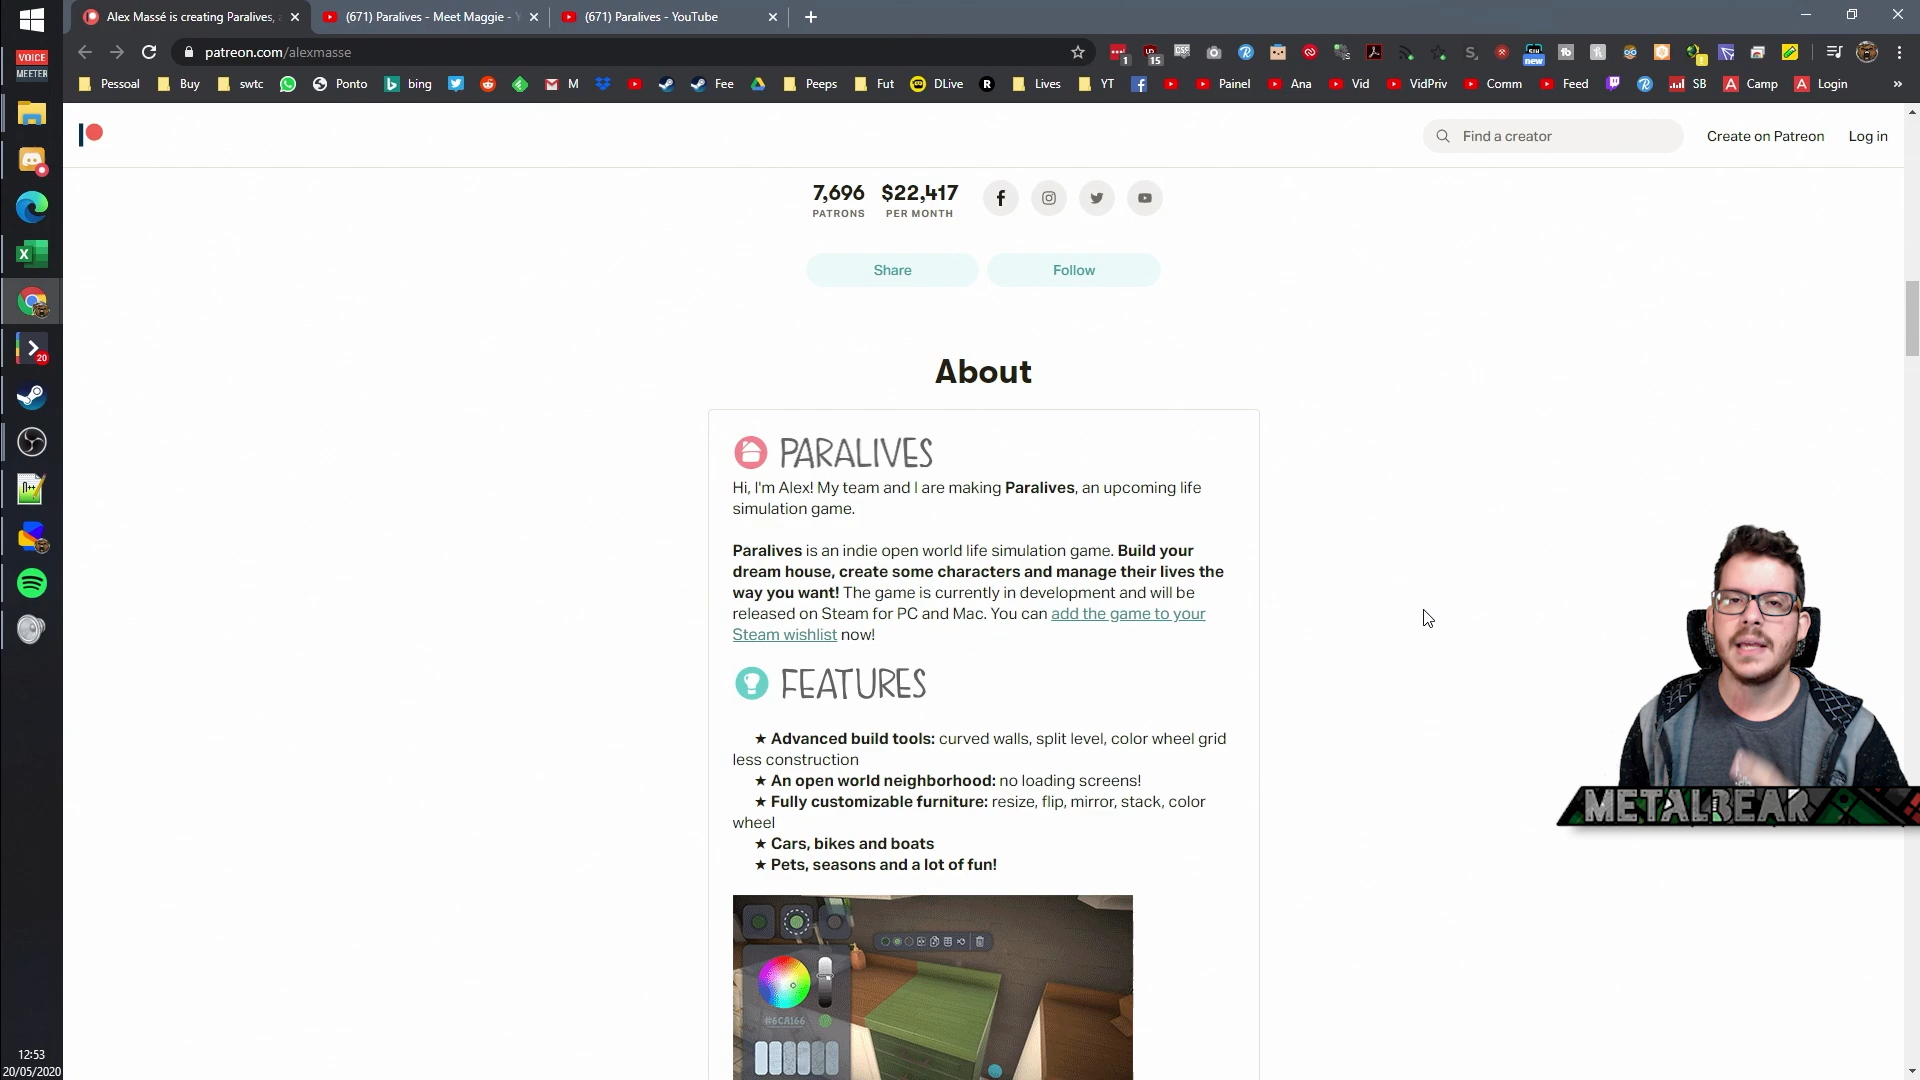 Alex Massé is creating Paralives,
(671) Paralives - Meet Maggie -
(671) Paralives - YouTube
VOICE
MEETER
patreon.com/alexmasse
1
15
new
Pessoal
Buy
swtc
Ponto
bing
M
Fee
Peeps
Fut
DLive
Lives
YT
Painel
Ana
Vid
VidPriv
Comm
Feed
SB
Camp
Login
»
Find a creator
Create on Patreon
Log in
7,696
$22,417
PATRONS
PER MONTH
Share
Follow
About
PARALIVES
Hi, I'm Alex! My team and I are making Paralives, an upcoming life
simulation game.
Paralives is an indie open world life simulation game. Build your
dream house, create some characters and manage their lives the
way you want! The game is currently in development and will be
released on Steam for PC and Mac. You can add the game to your
Steam wishlist now!
FEATURES
★ Advanced build tools: curved walls, split level, color wheel grid
less construction
★ An open world neighborhood: no loading screens!
★ Fully customizable furniture: resize, flip, mirror, stack, color
wheel
★ Cars, bikes and boats
★ Pets, seasons and a lot of fun!
#6CA166
METALBEAR
20
12:53
20/05/2020